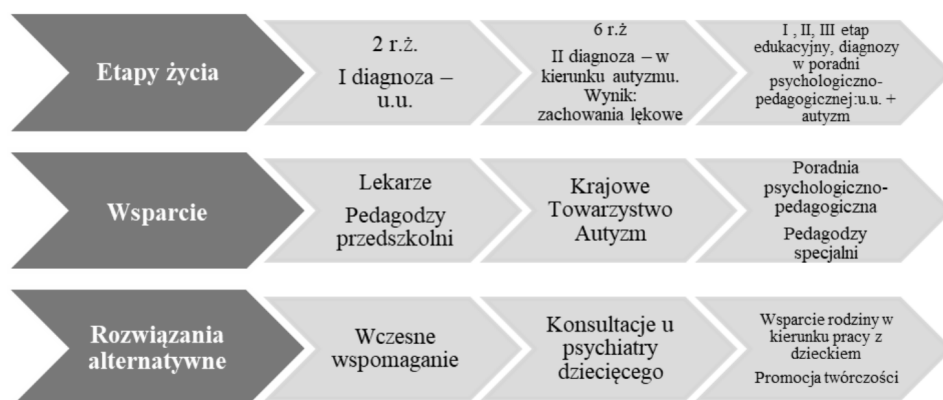 Etapy życia
2 r.ż.
I diagnoza –
u.u.
6 r.ż
II diagnoza – w
kierunku autyzmu.
Wynik:
zachowania lękowe
I , II, III etap
edukacyjny, diagnozy
w poradni
psychologiczno-
pedagogicznej:u.u. +
autyzm
Wsparcie
Lekarze
Pedagodzy
przedszkolni
Krajowe
Towarzystwo
Autyzm
Poradnia
psychologiczno-
pedagogiczna
Pedagodzy
specjalni
Rozwiązania
alternatywne
Wczesne
wspomaganie
Konsultacje u
psychiatry
dziecięcego
Wsparcie rodziny w
kierunku pracy z
dzieckiem
Promocja twórczości